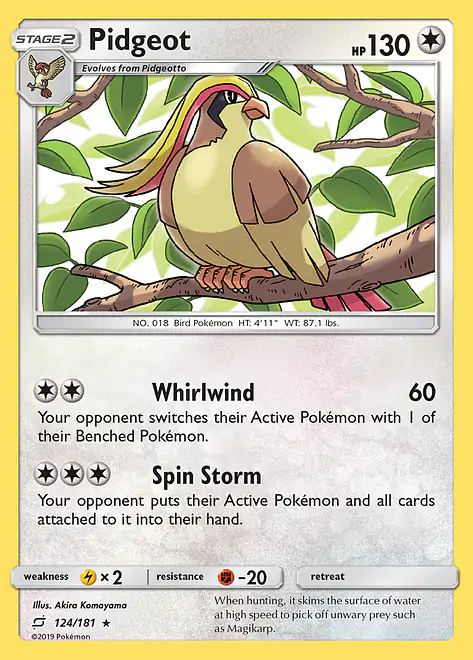 STAGE2 Pidgeot HP130
Evolves from Pidgeotto
NO. 018 Bird Pokémon HT: 4'11" WT: 87.1 lbs.
Whirlwind 60
Your opponent switches their Active Pokémon with 1 of
their Benched Pokémon.
Spin Storm
Your opponent puts their Active Pokémon and all cards
attached to it into their hand.
weakness ×2 resistance -20 retreat
Illus. Akira Komayama
124/181 ★
©2019 Pokémon
When hunting, it skims the surface of water
at high speed to pick off unwary prey such
as Magikarp.